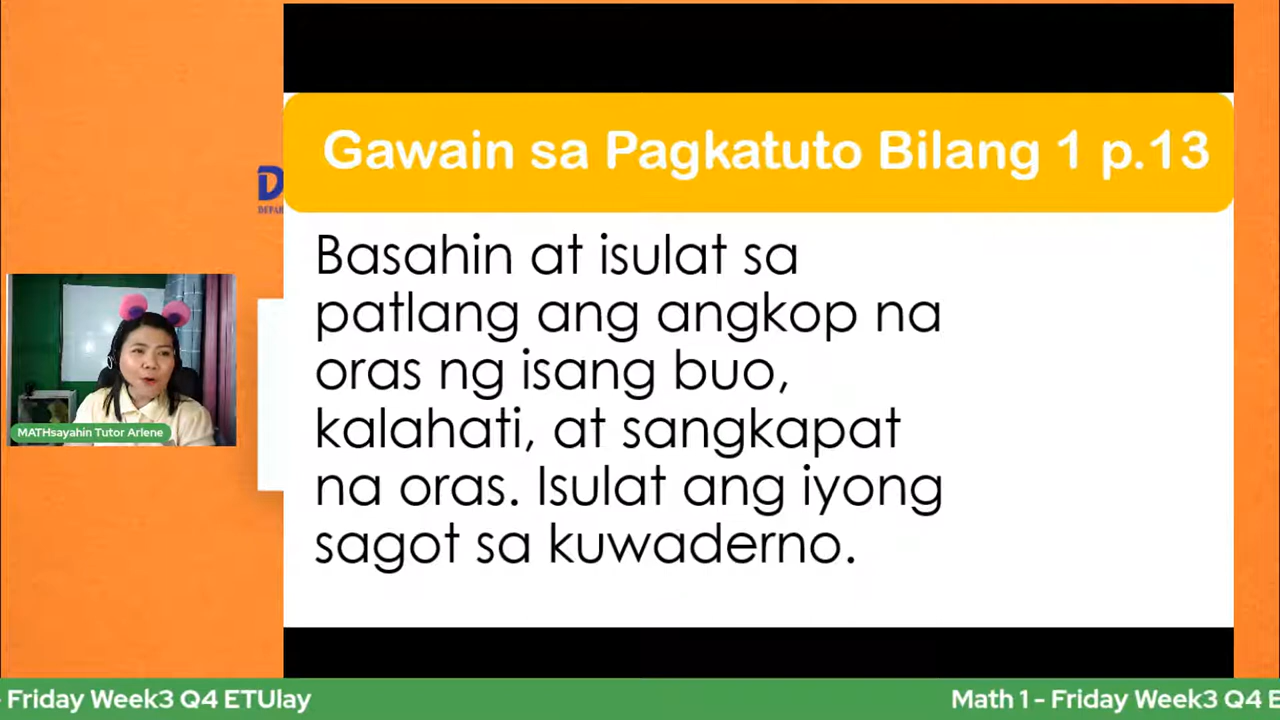 Gawain sa Pagkatuto Bilang 1 p.13
Basahin at isulat sa
patlang ang angkop na
oras ng isang buo,
kalahati, at sangkapat
na oras. Isulat ang iyong
sagot sa kuwaderno.
MATHsayahin Tutor Arlene
- Friday Week3 Q4 ETUlay
Math 1 - Friday Week3 Q4 E